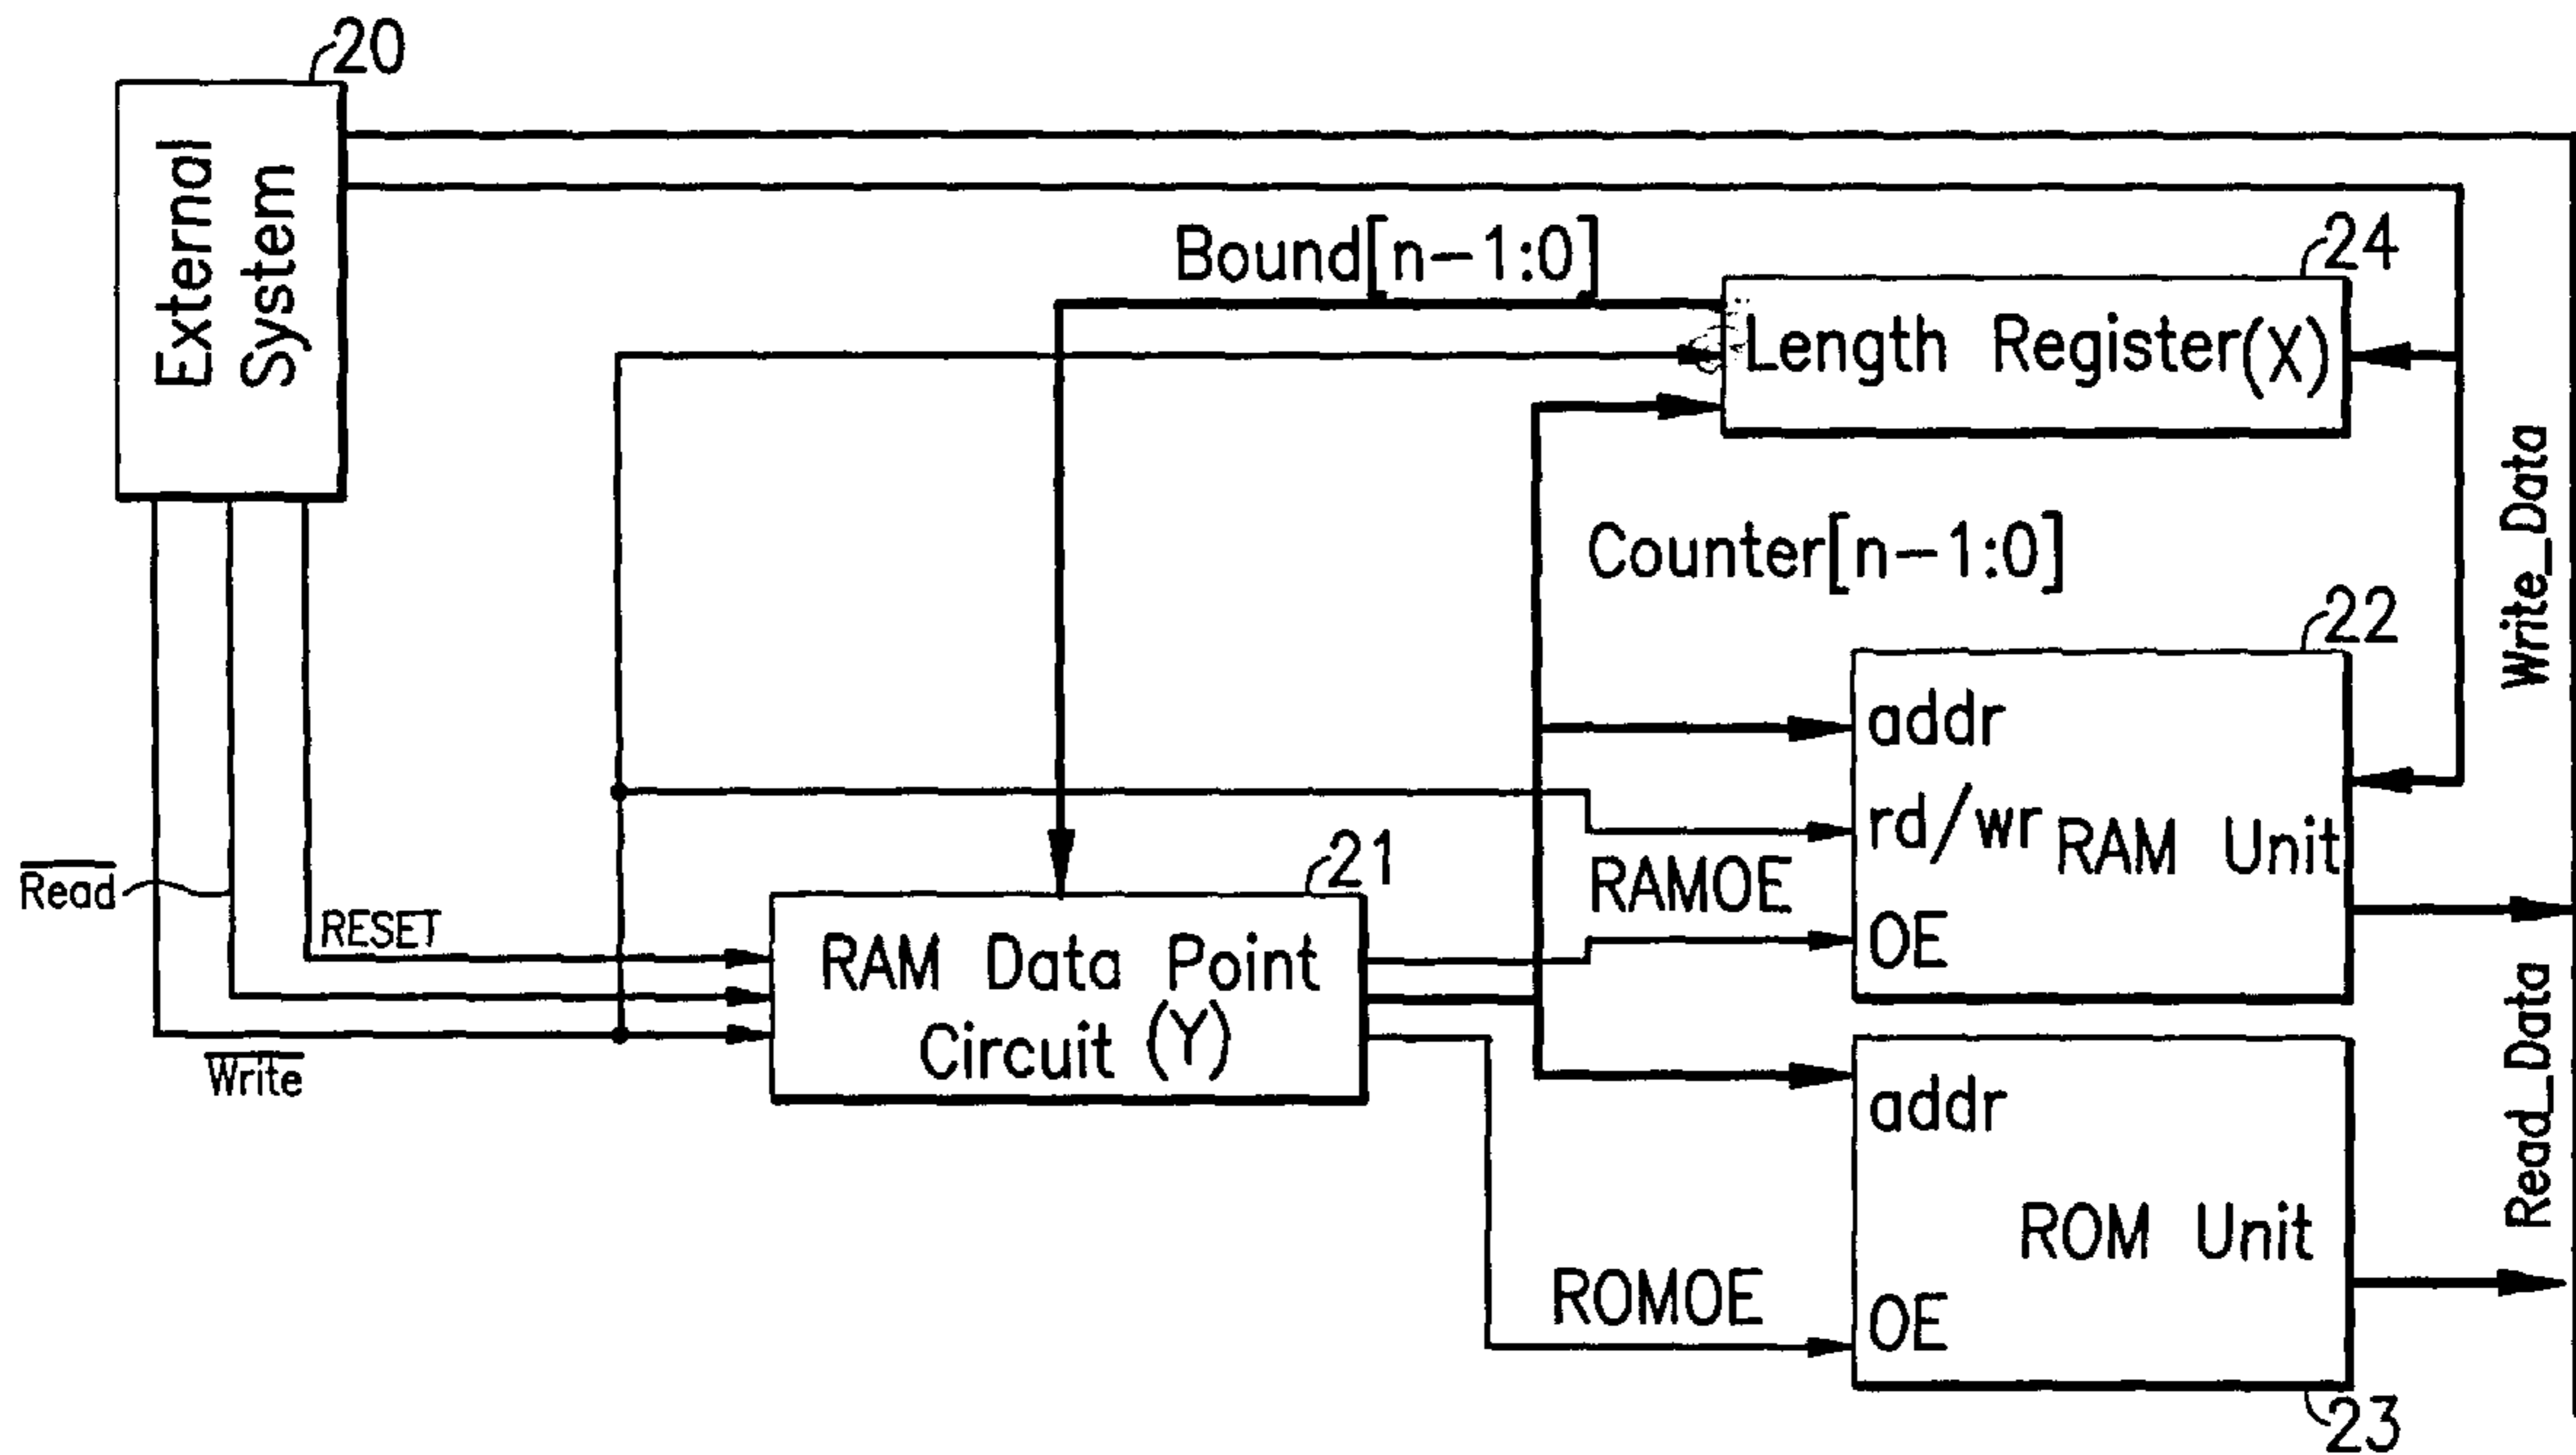 20
External
System
Bound[n-1:0]
24
Length Register(X)
Counter[n-1:0]
Write_Data
22
addr
rd/wr
RAM Unit
OE
RAMOE
Read
RESET
Write
21
RAM Data Point
Circuit (Y)
Read_Data
addr
ROM Unit
OE
ROMOE
23